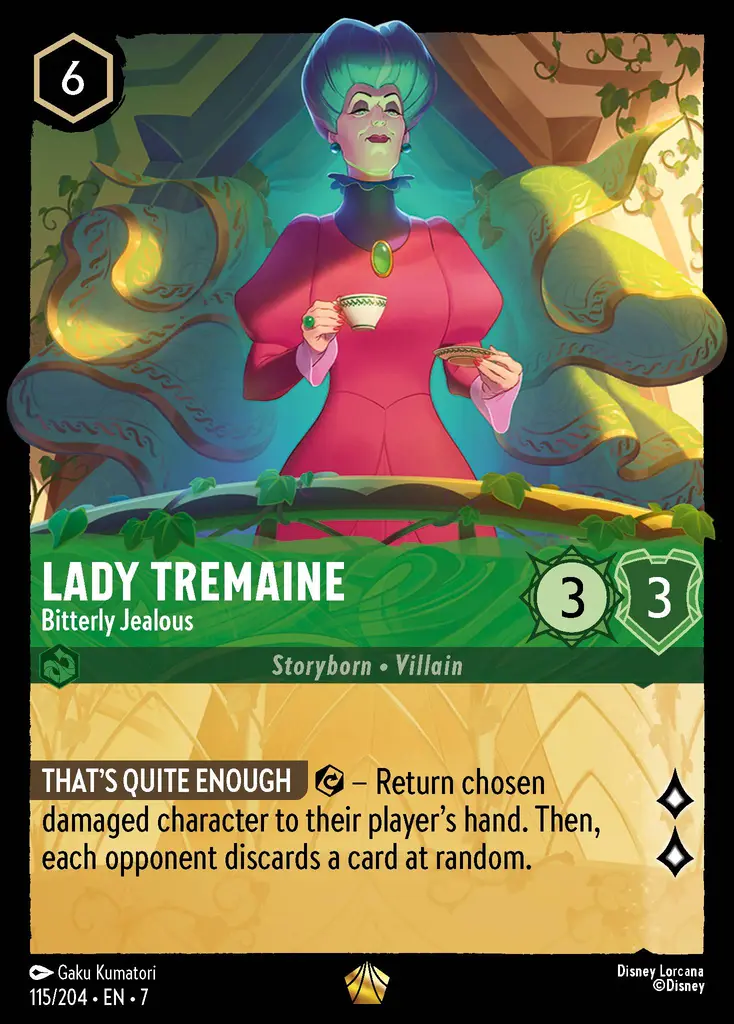 6
LADY TREMAINE
Bitterly Jealous
3 3
Storyborn • Villain
THAT'S QUITE ENOUGH – Return chosen
damaged character to their player's hand. Then,
each opponent discards a card at random.
Gaku Kumatori
115/204 • EN • 7
Disney Lorcana
©Disney